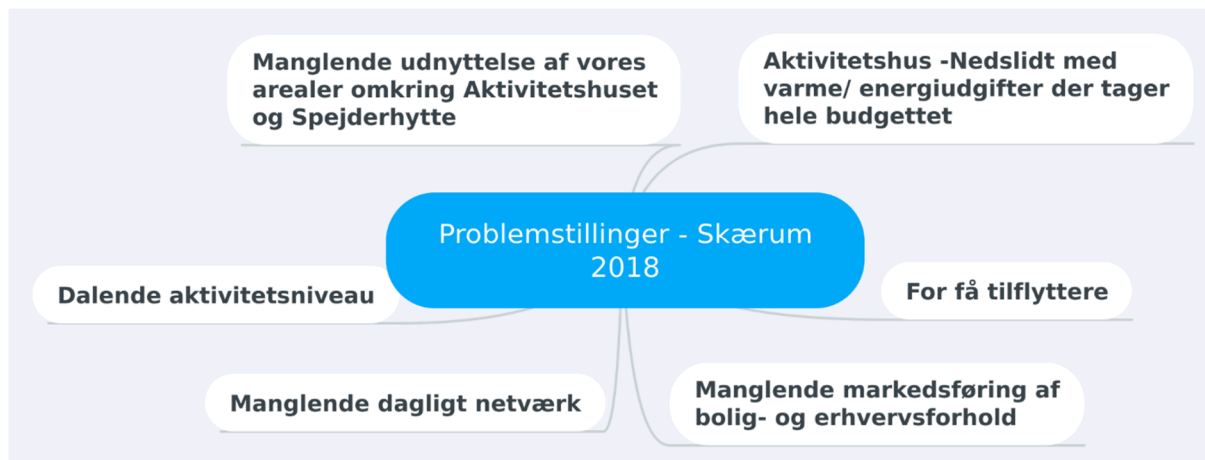 Manglende udnyttelse af vores
arealer omkring Aktivitetshuset
og Spejderhytte
Aktivitetshus -Nedslidt med
varme/ energiudgifter der tager
hele budgettet
Problemstillinger - Skærum
2018
Dalende aktivitetsniveau
For få tilflyttere
Manglende dagligt netværk
Manglende markedsføring af
bolig- og erhvervsforhold